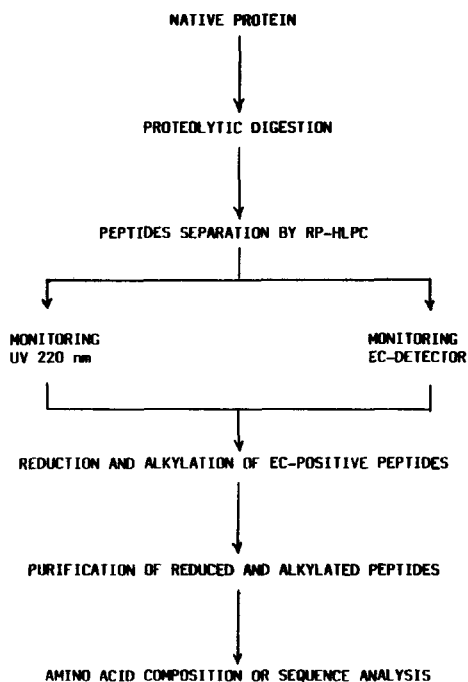 NATIVE PROTEIN
PROTEOLYTIC DIGESTION
PEPTIDES SEPARATION BY RP-HLPC
MONITORING
UV 220 nm
MONITORING
EC-DETECTOR
REDUCTION AND ALKYLATION OF EC-POSITIVE PEPTIDES
PURIFICATION OF REDUCED AND ALKYLATED PEPTIDES
AMINO ACID COMPOSITION OR SEQUENCE ANALYSIS